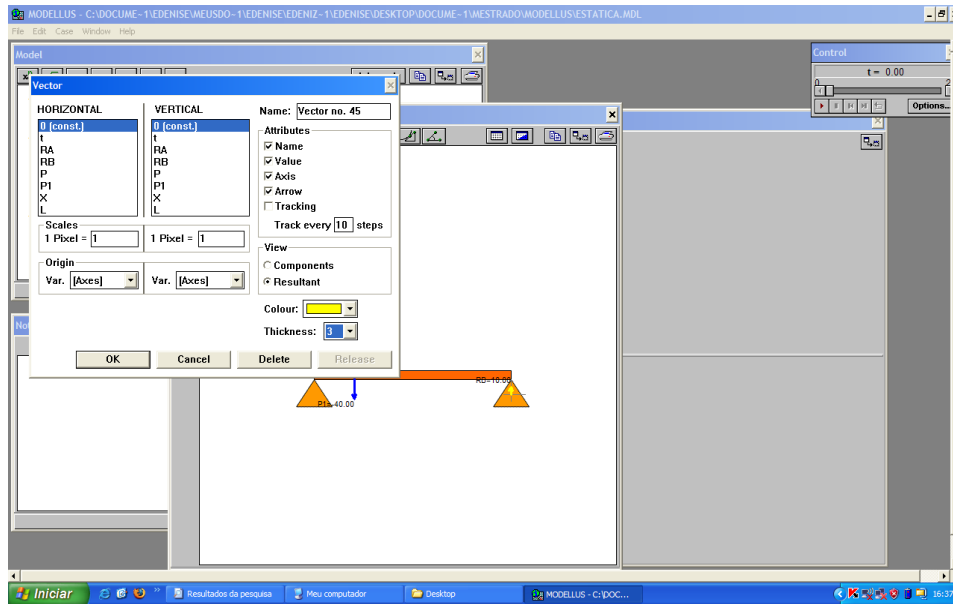 MODELLUS - C:\DOCUME~1\EDENISE\MEUSDO~1\EDENISE\EDENIZ~1\EDENISE\DESKTOP\DOCUME~1\MESTRADO\MODELLUS\ESTATICA.MDL
File Edit Case Window Help
Model
Control
t = 0.00
0
Options...
Vector
HORIZONTAL
0 (const.)
t
RA
RB
P
P1
X
L
VERTICAL
0 (const.)
t
RA
RB
P
P1
X
L
Scales
1 Pixel = 1
1 Pixel = 1
Origin
Var. [Axes]
Var. [Axes]
Name: Vector no. 45
Attributes
Name
Value
Axis
Arrow
Tracking
Track every 10 steps
View
Components
Resultant
Colour:
Thickness: 3
OK Cancel Delete Release
P1=-40.00
Iniciar
Resultados da pesquisa
Meu computador
Desktop
MODELLUS - C:\DOC...
16:37